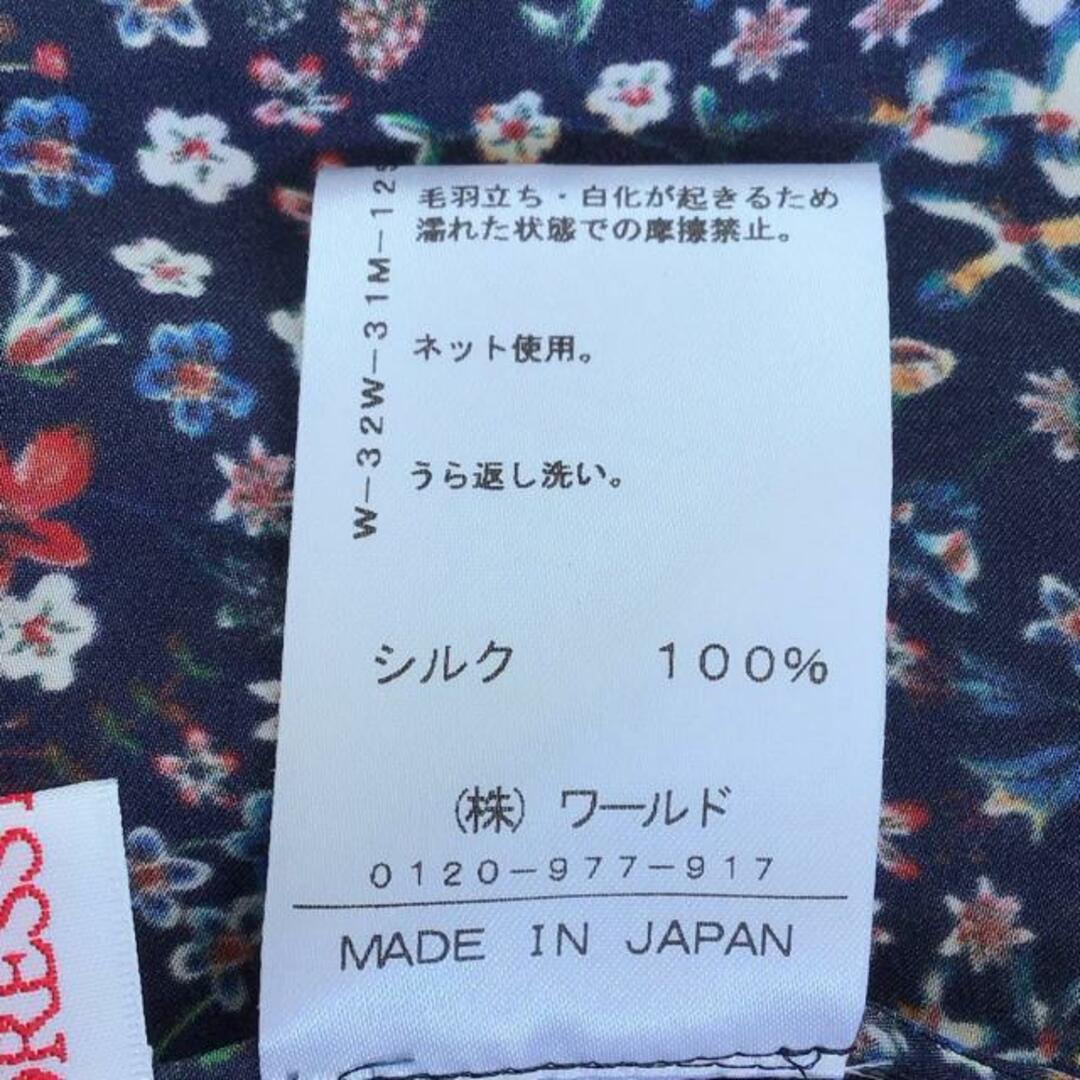 毛羽立ち・白化が起きるため
濡れた状態での摩擦禁止。
ネット使用。
うら返し洗い。
W-32W-31M-12S
シルク 100%
(株) ワールド
0120-977-917
MADE IN JAPAN